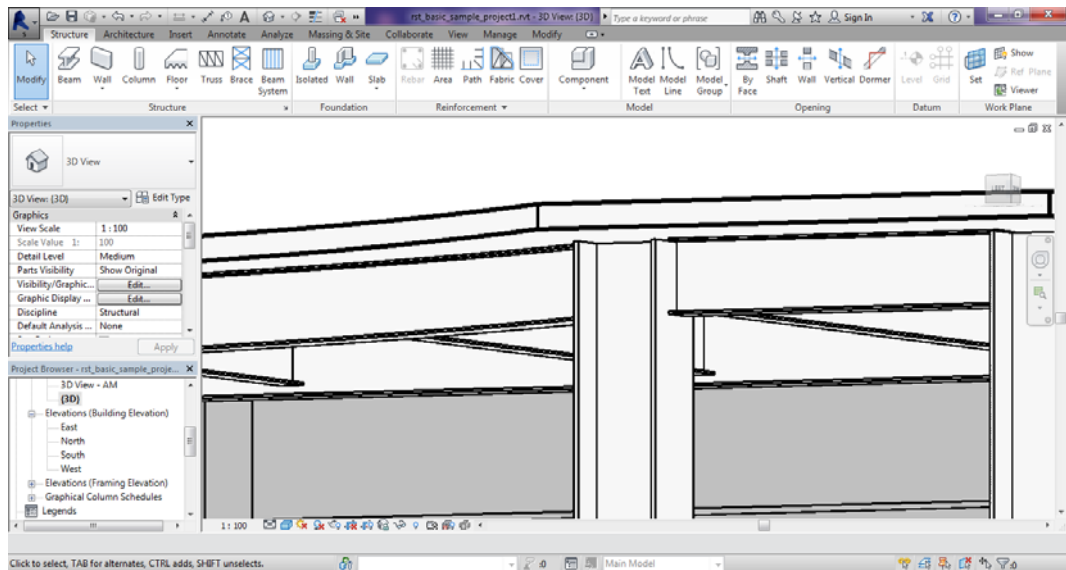 rst_basic_sample_project1.rvt - 3D View: {3D}
Type a keyword or phrase
Sign In
Structure Architecture Insert Annotate Analyze Massing & Site Collaborate View Manage Modify
Modify Beam Wall Column Floor Truss Brace Beam System Isolated Wall Slab Rebar Area Path Fabric Cover Component Model Text Model Line Model Group By Face Shaft Wall Vertical Dormer Level Grid Set Show
Ref Plane
Viewer
Select Structure Foundation Reinforcement Model Opening Datum Work Plane
Properties
3D View
3D View: {3D} Edit Type
Graphics
View Scale 1 : 100
Scale Value 1: 100
Detail Level Medium
Parts Visibility Show Original
Visibility/Graphic... Edit...
Graphic Display ... Edit...
Discipline Structural
Default Analysis ... None
Properties help Apply
Project Browser - rst_basic_sample_proje...
3D View - AM
{3D}
Elevations (Building Elevation)
East
North
South
West
Elevations (Framing Elevation)
Graphical Column Schedules
Legends
1 : 100
Click to select, TAB for alternates, CTRL adds, SHIFT unselects.
:0
Main Model
:0